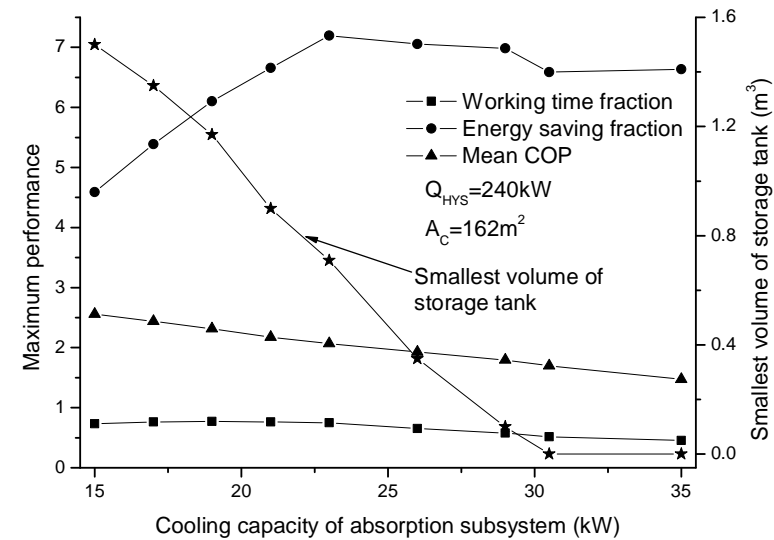 Maximum performance
7
6
5
4
3
2
1
0
1.6
1.2
0.8
0.4
0.0
Smallest volume of storage tank (m³)
Working time fraction
Energy saving fraction
Mean COP
Q_HYS=240kW
A_C=162m²
Smallest volume of
storage tank
15 20 25 30 35
Cooling capacity of absorption subsystem (kW)